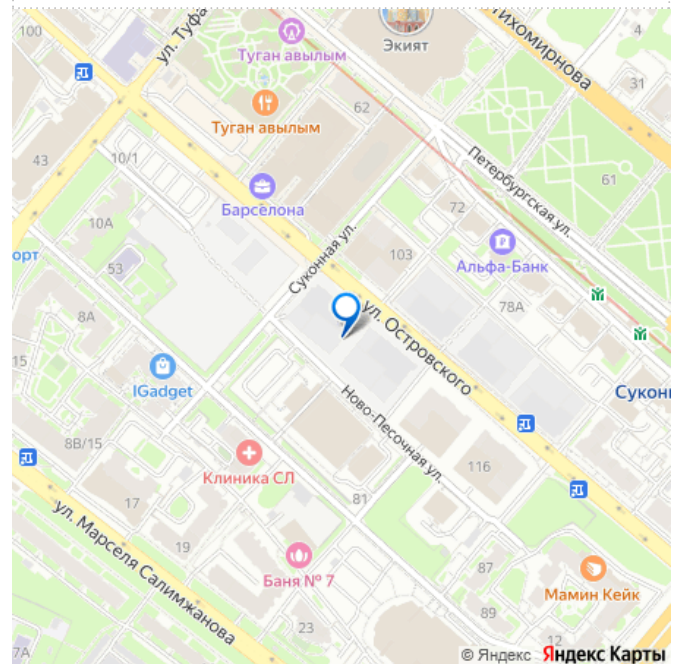 100
ул. Туфа
Туган авылым
Экият
Тихомирнова
4
31
Туган авылым
62
43
10/1
Барселона
Петербургская ул.
61
72
10А
Суконная ул.
103
Альфа-Банк
орт
53
78А
8А
ул. Островского
15
IGadget
Сукон
Ново-Песочная ул.
8В/15
Клиника СЛ
116
17
81
ул. Марселя Салимжанова
19
Баня № 7
87
Мамин Кейк
89
23
12
7А
© Яндекс Яндекс Карты